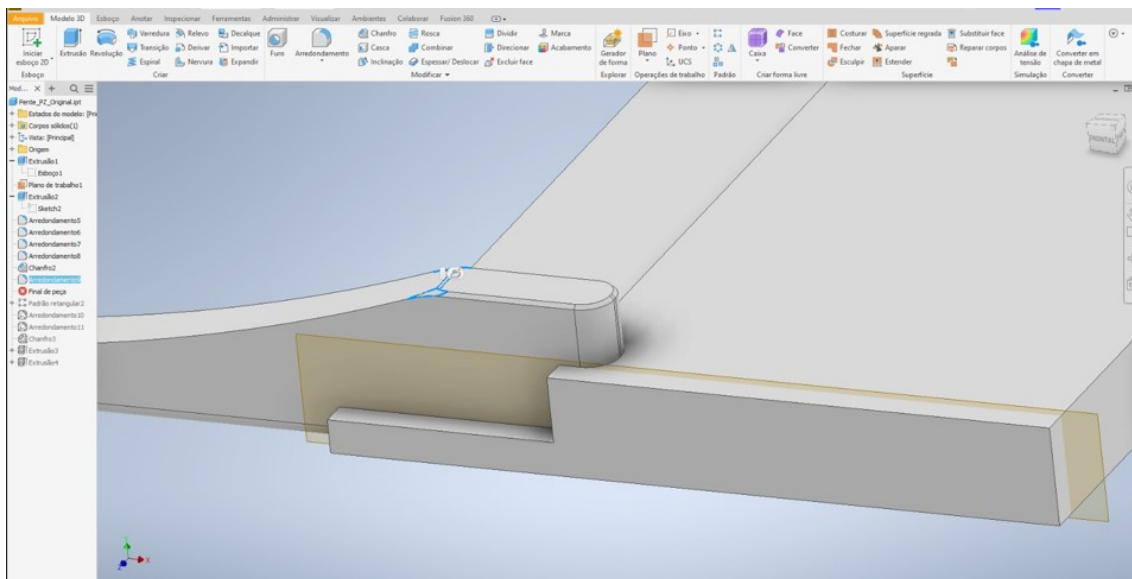 Arquivo Modelo 3D Esboço Anotar Inspecionar Ferramentas Administrar Visualizar Ambientes Colaborar Fusion 360
Iniciar esboço 2D
Extrusão Revolução
Varredura Relevo Decalque
Transição Derivar Importar
Espiral Nervura Expandir
Furo Arredondamento
Chanfro Rosca Dividir Marca
Casca Combinar Direcionar Acabamento
Inclinação Espessar/ Deslocar Excluir face
Gerador de forma
Plano
Eixo
Ponto
UCS
Caixa
Face
Converter
Costurar Superfície regrada Substituir face
Fechar Aparar Reparar corpos
Esculpir Estender
Análise de tensão
Converter em chapa de metal
Esboço Criar Modificar Explorar Operações de trabalho Padrão Criar forma livre Superfície Simulação Converter
Mod... X +
Pente_PZ_Original.ipt
Estados do modelo: [Pri
Corpos sólidos(1)
Vista: [Principal]
Origem
Extrusão1
Esboço1
Plano de trabalho1
Extrusão2
Sketch2
Arredondamento5
Arredondamento6
Arredondamento7
Arredondamento8
Chanfro2
Arredondamento9
Final de peça
Padrão retangular2
Arredondamento10
Arredondamento11
Chanfro3
Extrusão3
Extrusão4
FRONTAL
Y
X
Z